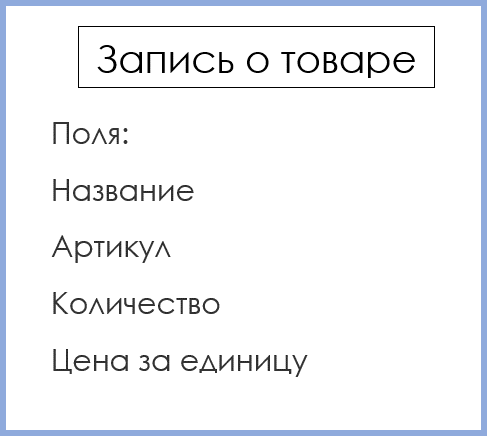 Запись о товаре
Поля:
Название
Артикул
Количество
Цена за единицу